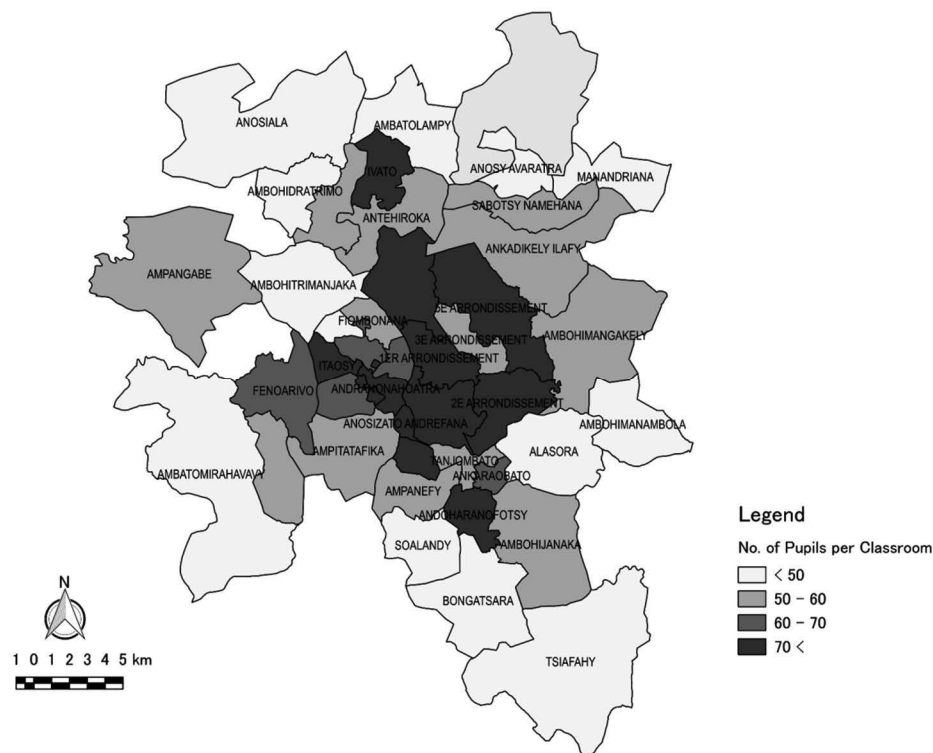 ANOSIALA
AMBATOLAMPY
IVATO
ANOSY AVARATRA
MANANDRIANA
AMBOHIDRATRIMO
SABOTSY NAMEHANA
ANTEHIROKA
ANKADIKELY ILAFY
AMPANGABE
AMBOHITRIMANJAKA
5E ARRONDISSEMENT
FIOMBONANA
AMBOHIMANGAKELY
3E ARRONDISSEMENT
1ER ARRONDISSEMENT
ITAOSY
FENOARIVO
ANDRANONAHOATRA
2E ARRONDISSEMENT
ANOSIZATO ANDREFANA
AMBOHIMANAMBOLA
AMPITATAFIKA
ALASORA
TANJOMBATO
AMBATOMIRAHAVAVY
ANKARAOBATO
AMPANEFY
ANDOHARANOFOTSY
SOALANDY
AMBOHIJANAKA
BONGATSARA
TSIAFAHY
Legend
No. of Pupils per Classroom
< 50
50 - 60
60 - 70
70 <
N
1 0 1 2 3 4 5 km